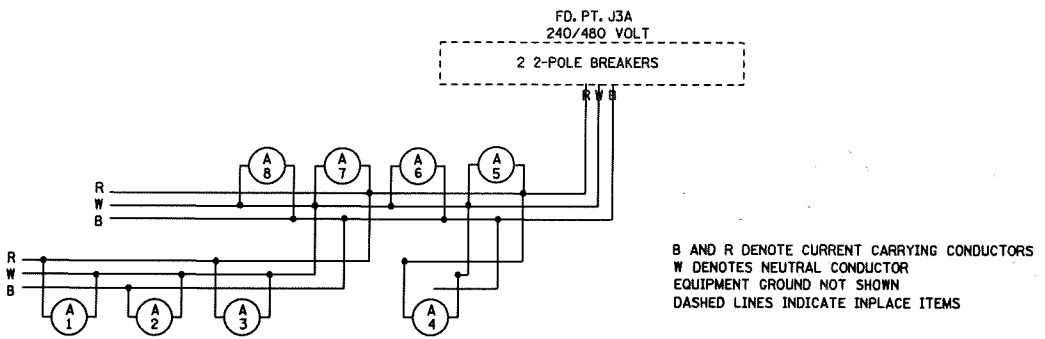 FD. PT. J3A
240/480 VOLT
2 2-POLE BREAKERS
R W B
A 8
A 7
A 6
A 5
R
W
B
R
W
B
A 1
A 2
A 3
A 4
B AND R DENOTE CURRENT CARRYING CONDUCTORS
W DENOTES NEUTRAL CONDUCTOR
EQUIPMENT GROUND NOT SHOWN
DASHED LINES INDICATE INPLACE ITEMS